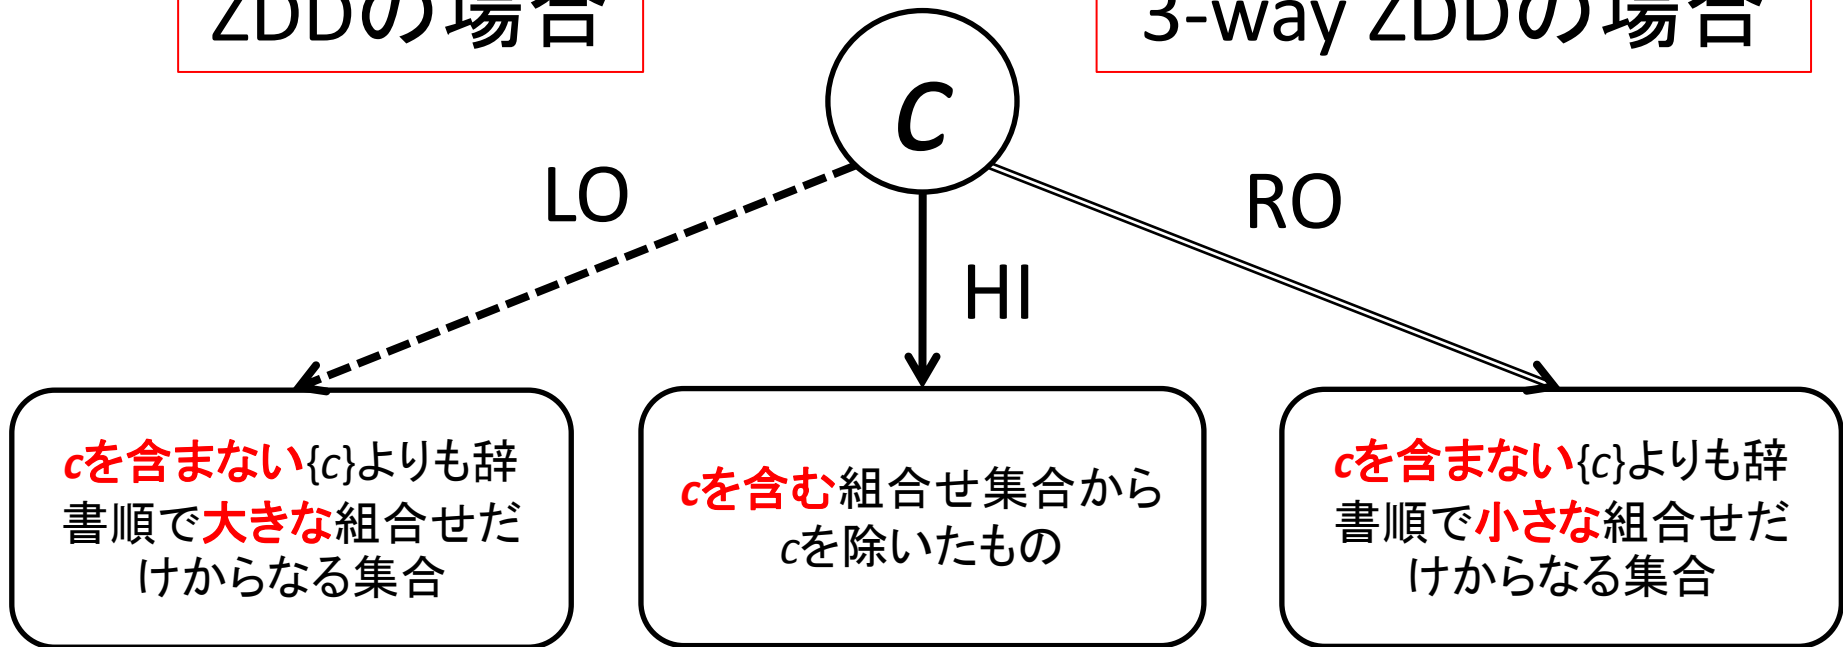 ZDDの場合
3-way ZDDの場合
c
LO
HI
RO
cを含まない{c}よりも辞
書順で大きな組合せだ
けからなる集合
cを含む組合せ集合から
cを除いたもの
cを含まない{c}よりも辞
書順で小さな組合せだ
けからなる集合